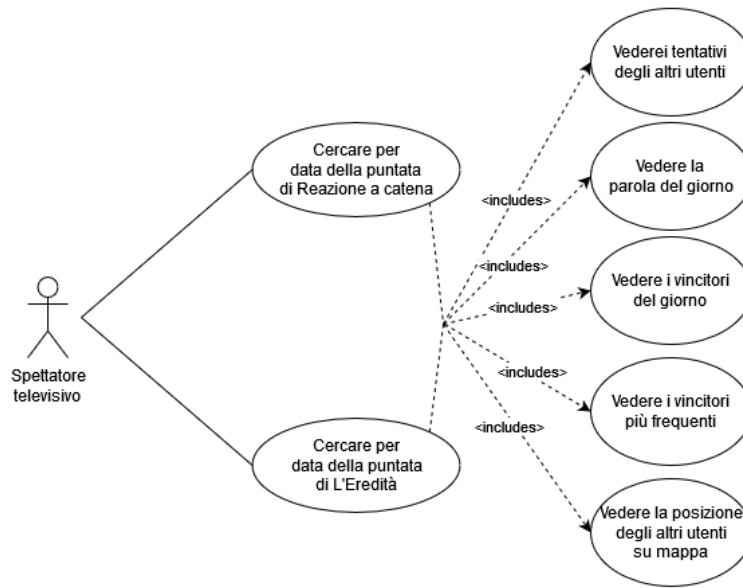 Vederei tentativi
degli altri utenti
Cercare per
data della puntata
di Reazione a catena
Vedere la
parola del giorno
<includes>
<includes>
<includes>
Vedere i vincitori
del giorno
Spettatore
televisivo
<includes>
Vedere i vincitori
più frequenti
<includes>
Cercare per
data della puntata
di L'Eredità
Vedere la posizione
degli altri utenti
su mappa